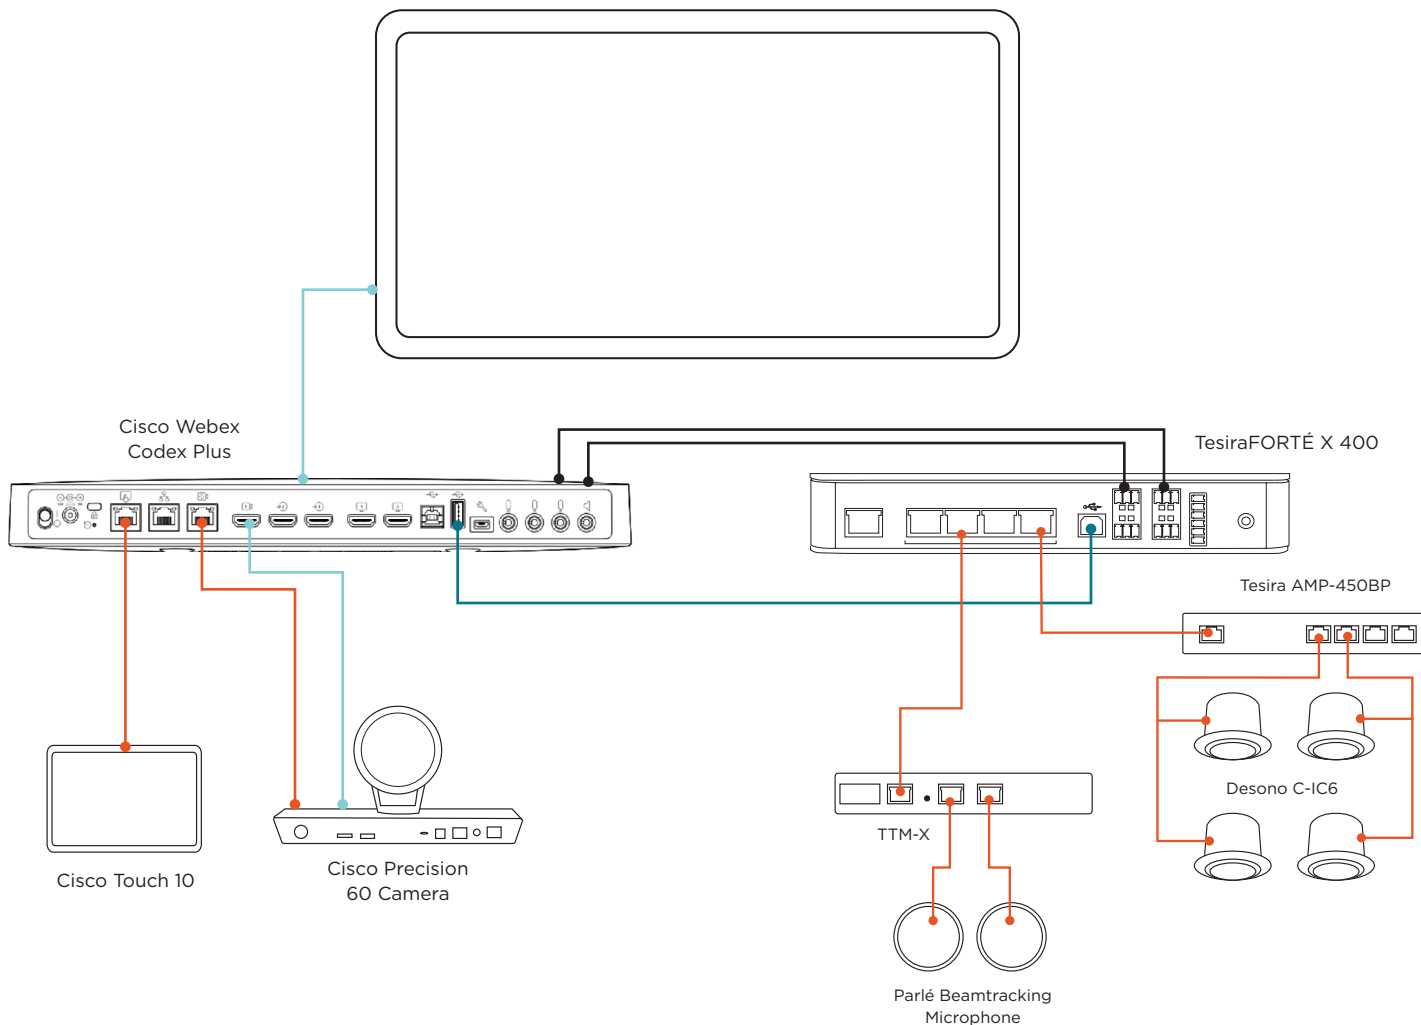 Cisco Webex
Codex Plus
TesiraFORTÉ X 400
Tesira AMP-450BP
Desono C-IC6
TTM-X
Cisco Touch 10
Cisco Precision
60 Camera
Parlé Beamtracking
Microphone